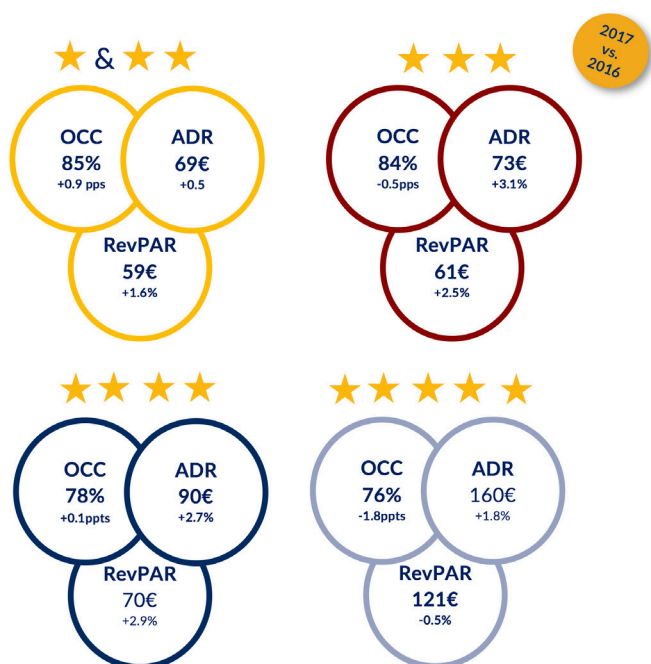 2017
vs.
2016
&
OCC
85%
+0.9 pps
ADR
69€
+0.5
RevPAR
59€
+1.6%
OCC
84%
-0.5pps
ADR
73€
+3.1%
RevPAR
61€
+2.5%
OCC
78%
+0.1ppts
ADR
90€
+2.7%
RevPAR
70€
+2.9%
OCC
76%
-1.8ppts
ADR
160€
+1.8%
RevPAR
121€
-0.5%